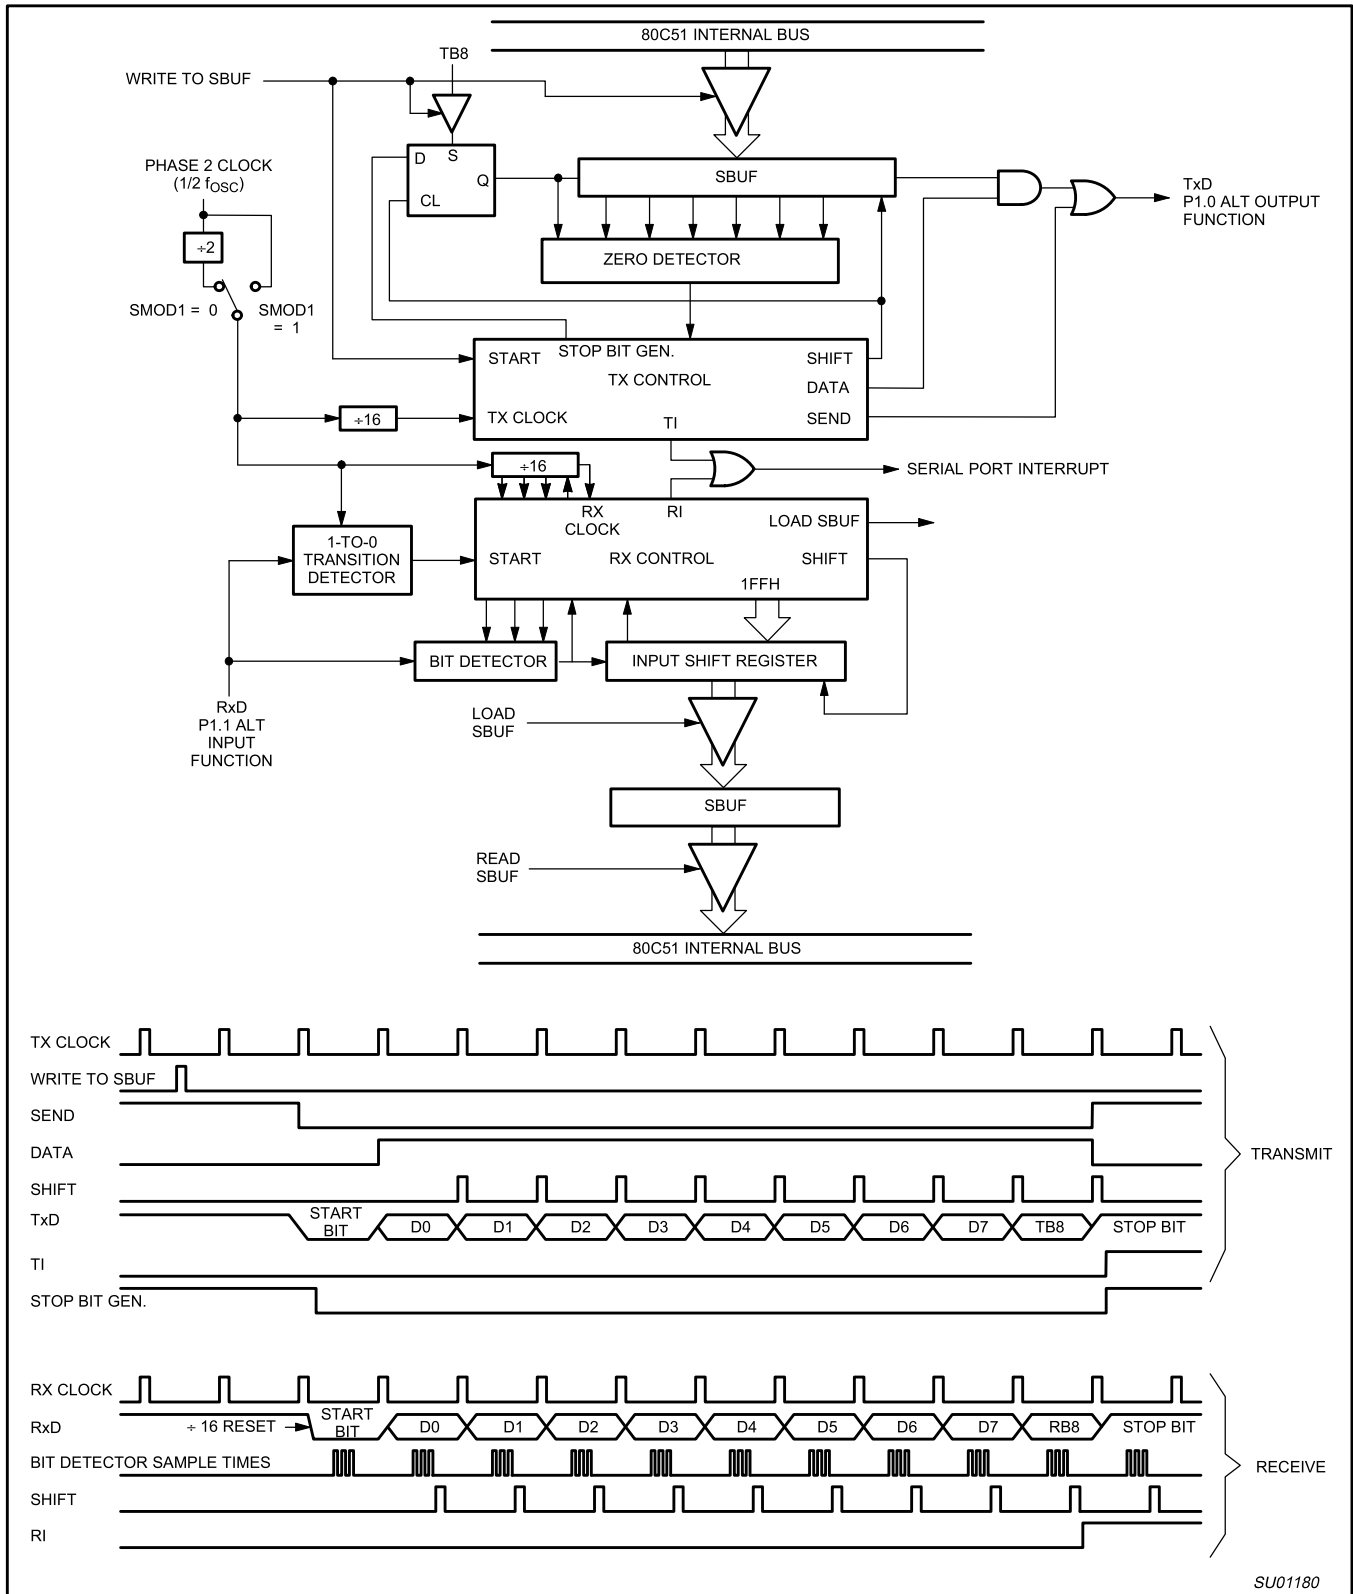 80C51 INTERNAL BUS
TB8
WRITE TO SBUF
D
S
Q
CL
PHASE 2 CLOCK
(1/2 fOSC)
÷2
SMOD1 = 0
SMOD1
= 1
SBUF
TxD
P1.0 ALT OUTPUT
FUNCTION
ZERO DETECTOR
START
STOP BIT GEN.
SHIFT
TX CONTROL
DATA
TX CLOCK
TI
SEND
÷16
÷16
SERIAL PORT INTERRUPT
RX
CLOCK
RI
LOAD SBUF
1-TO-0
TRANSITION
DETECTOR
START
RX CONTROL
SHIFT
1FFH
BIT DETECTOR
INPUT SHIFT REGISTER
RxD
P1.1 ALT
INPUT
FUNCTION
LOAD
SBUF
SBUF
READ
SBUF
80C51 INTERNAL BUS
TX CLOCK
WRITE TO SBUF
SEND
DATA
TRANSMIT
SHIFT
TxD
START
BIT
D0
D1
D2
D3
D4
D5
D6
D7
TB8
STOP BIT
TI
STOP BIT GEN.
RX CLOCK
RxD
÷ 16 RESET
START
BIT
D0
D1
D2
D3
D4
D5
D6
D7
RB8
STOP BIT
BIT DETECTOR SAMPLE TIMES
RECEIVE
SHIFT
RI
SU01180